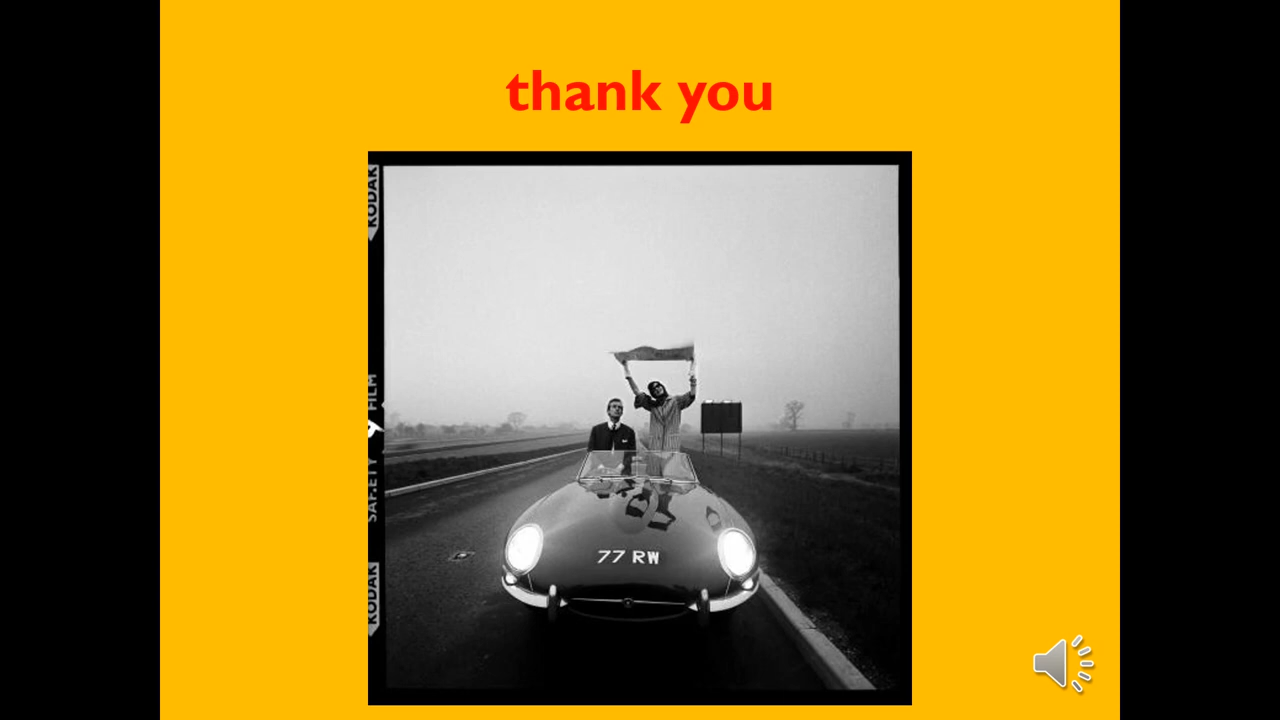 thank you
KODAK
FILM
SAFETY
77 RW
KODAK